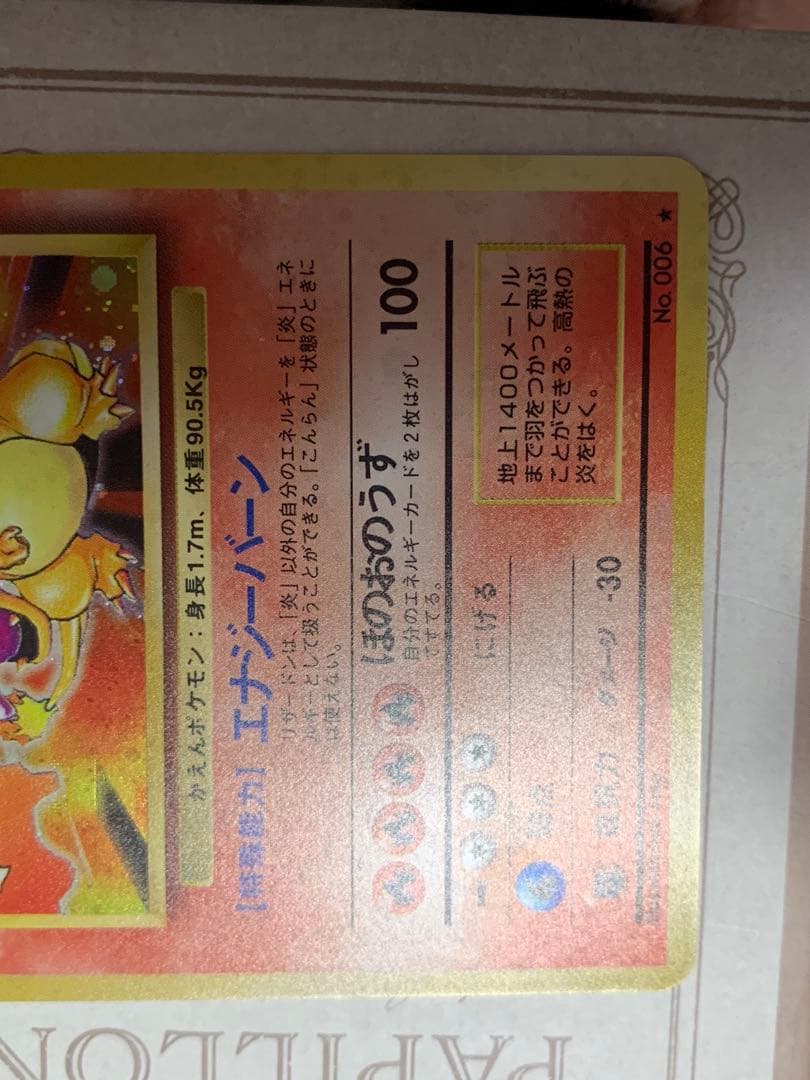 かえんポケモン：身長1.7m、体重90.5Kg
【特殊能力】エナジーバーン
リザードンは、「炎」以外の自分のエネルギーを「炎」エネ
ルギーとして扱うことができる。「こんらん」状態のときに
は使えない。
ほのおのうず 100
自分のエネルギーカードを2枚はがし
てすてる。
にげる
弱点
抵抗力 ダメージ -30
地上1400メートル
まで羽をつかって飛ぶ
ことができる。高熱の
炎をはく。
No. 006 ★
PAPILLON